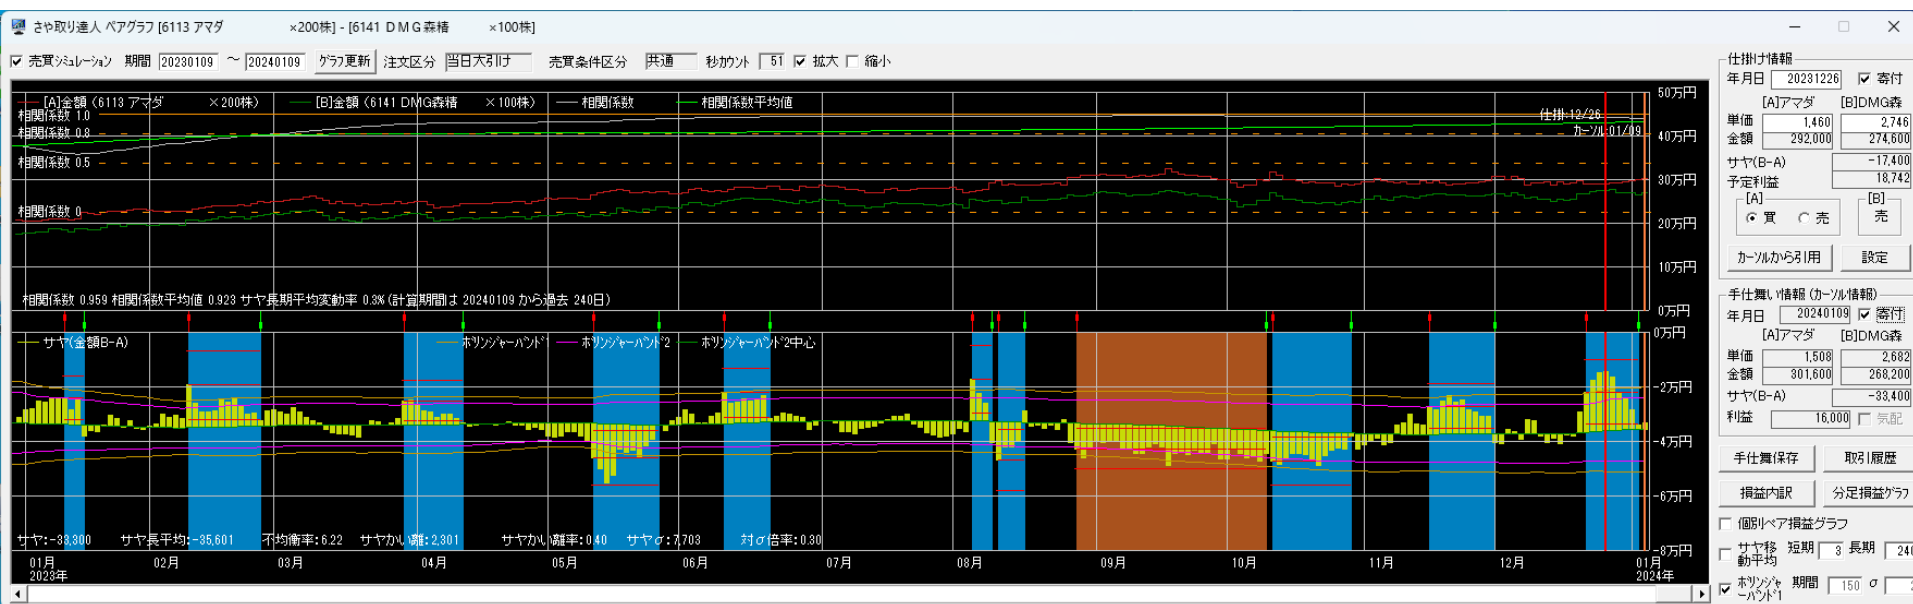 さや取り達人 ペアグラフ [6113 アマダ ×200株] - [6141 ＤＭＧ森精 ×100株]
売買ｼﾐｭﾚｰｼｮﾝ 期間 20230109 ～ 20240109 ｸﾞﾗﾌ更新 注文区分 当日大引け 売買条件区分 共通 秒ｶｳﾝﾄ 51 拡大 縮小
[A]金額 (6113 アマダ ×200株) [B]金額 (6141 DMG森精 ×100株) 相関係数 相関係数平均値
相関係数 1.0
相関係数 0.8
相関係数 0.5
相関係数 0
仕掛:12/26
ｶｰｿﾙ:01/09
50万円
40万円
30万円
20万円
10万円
0万円
相関係数 0.959 相関係数平均値 0.923 サヤ長期平均変動率 0.3% (計算期間は 20240109 から過去 240日)
サヤ(金額B-A) ﾎﾞﾘﾝｼﾞｬｰﾊﾞﾝﾄﾞ1 ﾎﾞﾘﾝｼﾞｬｰﾊﾞﾝﾄﾞ2 ﾎﾞﾘﾝｼﾞｬｰﾊﾞﾝﾄﾞ2中心
0万円
-2万円
-4万円
-6万円
-8万円
サヤ:-33,300 サヤ長平均:-35,601 不均衡率:6.22 サヤかい離:2,301 サヤかい離率:0.40 サヤσ:7,703 対σ倍率:0.30
01月 02月 03月 04月 05月 06月 07月 08月 09月 10月 11月 12月 01月
2023年 2024年
仕掛け情報
年月日 20231226 寄付
[A]アマダ [B]DMG森
単価 1,460 2,746
金額 292,000 274,600
サヤ(B-A) -17,400
予定利益 18,742
[A] [B]
買 売 売
ｶｰｿﾙから引用 設定
手仕舞い情報 (ｶｰｿﾙ情報)
年月日 20240109 寄付
[A]アマダ [B]DMG森
単価 1,508 2,682
金額 301,600 268,200
サヤ(B-A) -33,400
利益 16,000 気配
手仕舞保存 取引履歴
損益内訳 分足損益ｸﾞﾗﾌ
個別ペア損益グラフ
サヤ移動平均 短期 3 長期 240
ﾎﾞﾘﾝｼﾞｬｰﾊﾞﾝﾄﾞ1 期間 150 σ 2